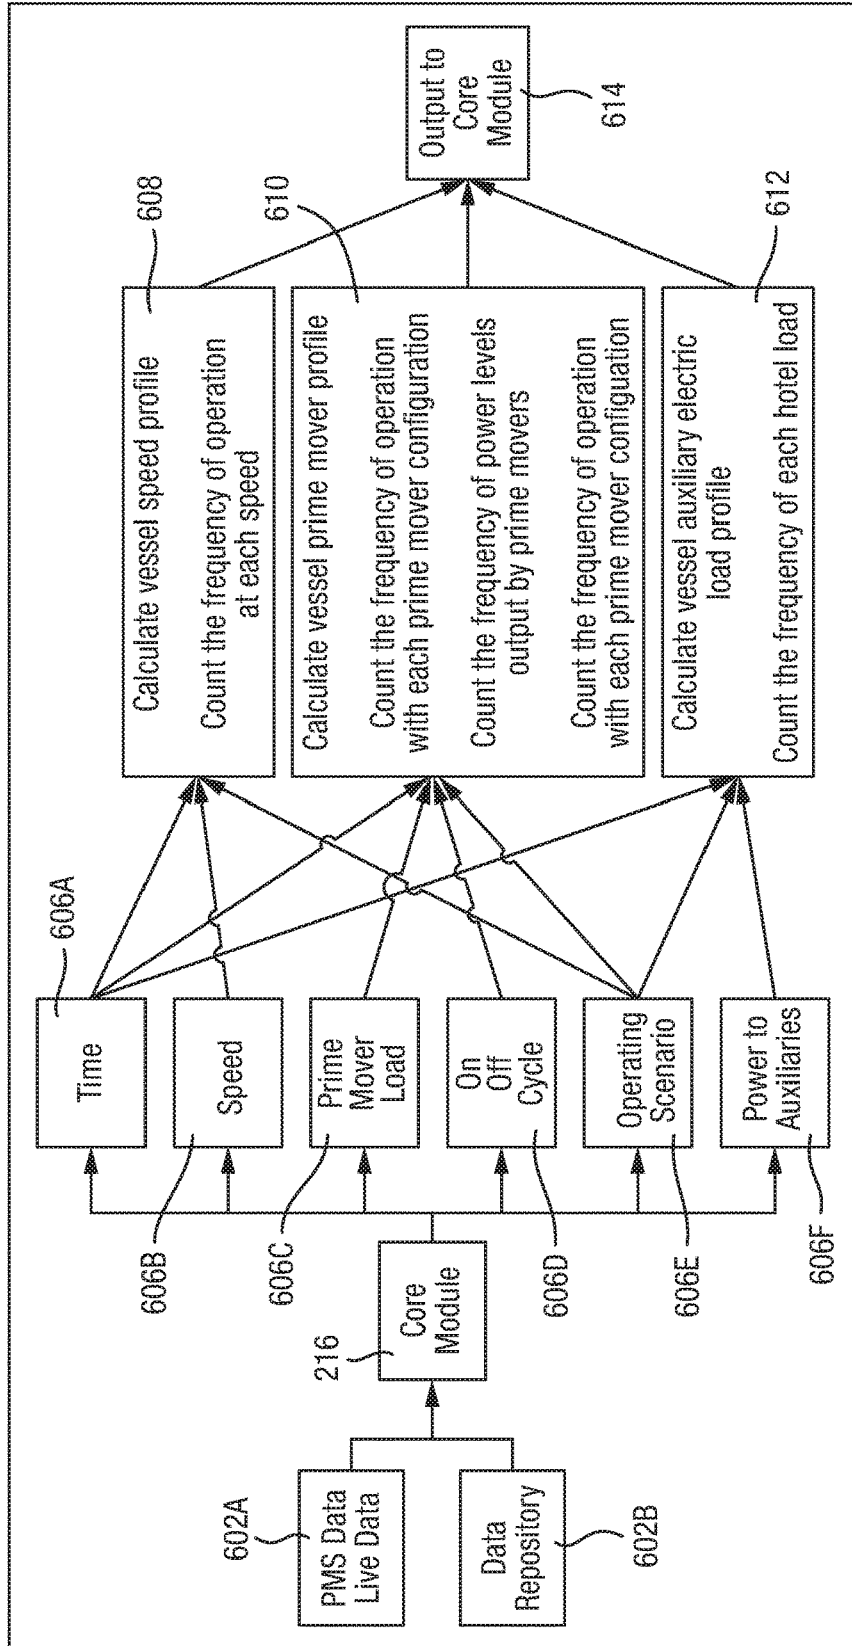 602A
PMS Data
Live Data
Data
Repository
602B
216
Core
Module
606A
Time
606B
Speed
606C
Prime
Mover
Load
606D
On
Off
Cycle
606E
Operating
Scenario
606F
Power to
Auxiliaries
608
Calculate vessel speed profile
Count the frequency of operation
at each speed
610
Calculate vessel prime mover profile
Count the frequency of operation
with each prime mover configuration
Count the frequency of power levels
output by prime movers
Count the frequency of operation
with each prime mover configuation
612
Calculate vessel auxiliary electric
load profile
Count the frequency of each hotel load
Output to
Core
Module
614